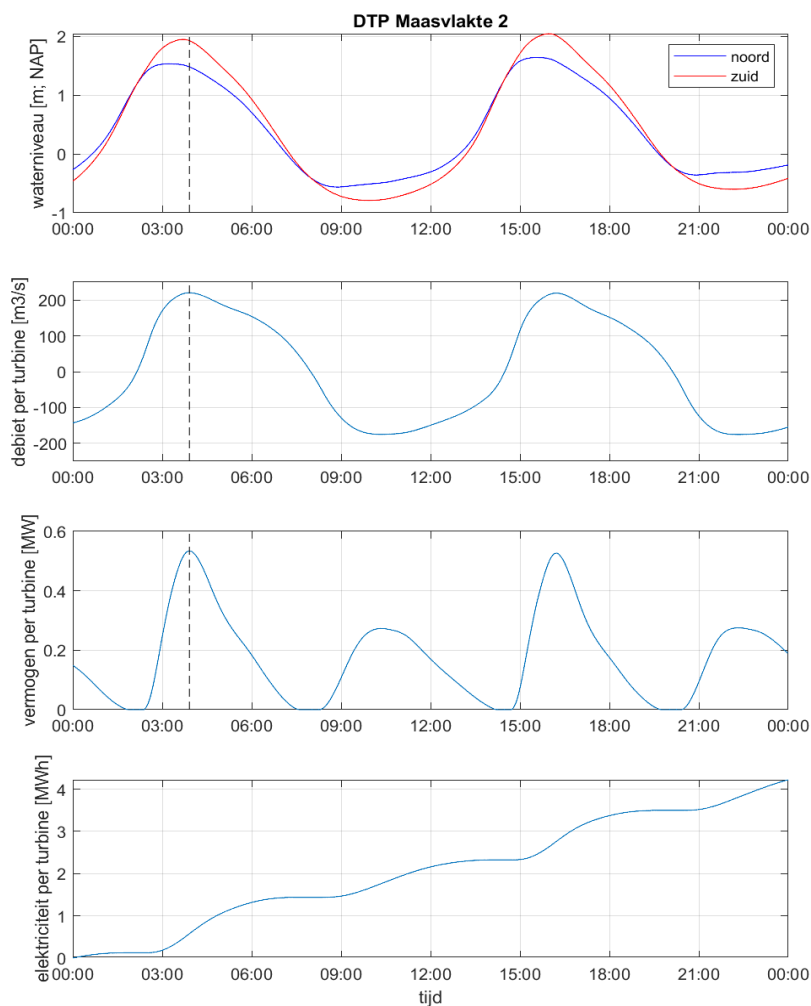 DTP Maasvlakte 2
waterniveau [m; NAP]
2
1
0
-1
noord
zuid
00:00 03:00 06:00 09:00 12:00 15:00 18:00 21:00 00:00
debiet per turbine [m3/s]
200
100
0
-100
-200
00:00 03:00 06:00 09:00 12:00 15:00 18:00 21:00 00:00
vermogen per turbine [MW]
0.6
0.4
0.2
0
00:00 03:00 06:00 09:00 12:00 15:00 18:00 21:00 00:00
elektriciteit per turbine [MWh]
4
3
2
1
0
00:00 03:00 06:00 09:00 12:00 15:00 18:00 21:00 00:00
tijd